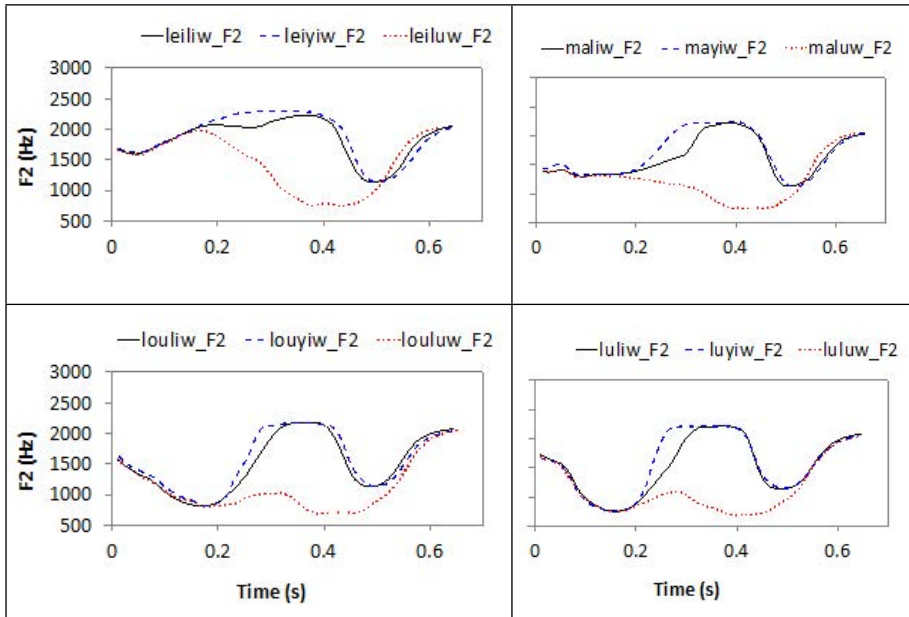 leiliw_F2 leiyiw_F2 leiluw_F2
3000
2500
2000
1500
1000
500
F2 (Hz)
0 0.2 0.4 0.6
maliw_F2 mayiw_F2 maluw_F2
0 0.2 0.4 0.6
louliw_F2 louyiw_F2 louluw_F2
3000
2500
2000
1500
1000
500
F2 (Hz)
0 0.2 0.4 0.6
Time (s)
luliw_F2 luyiw_F2 luluw_F2
0 0.2 0.4 0.6
Time (s)